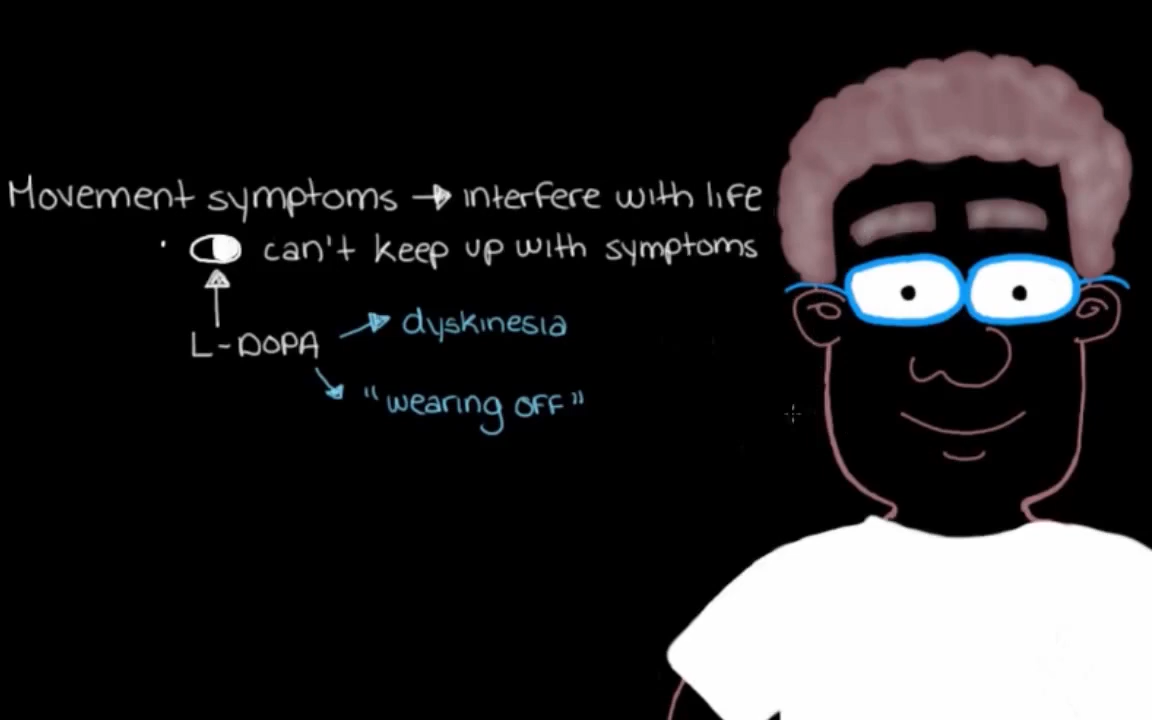 Movement symptoms → interfere with life
· can't keep up with symptoms
L-DOPA
dyskinesia
"wearing off"